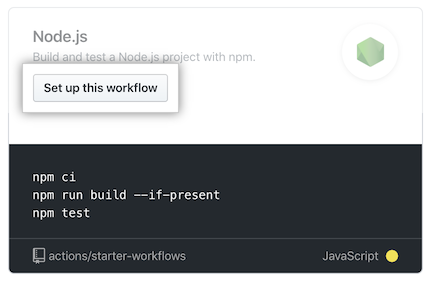 Node.js
Build and test a Node.js project with npm.
Set up this workflow
npm ci
npm run build --if-present
npm test
actions/starter-workflows
JavaScript